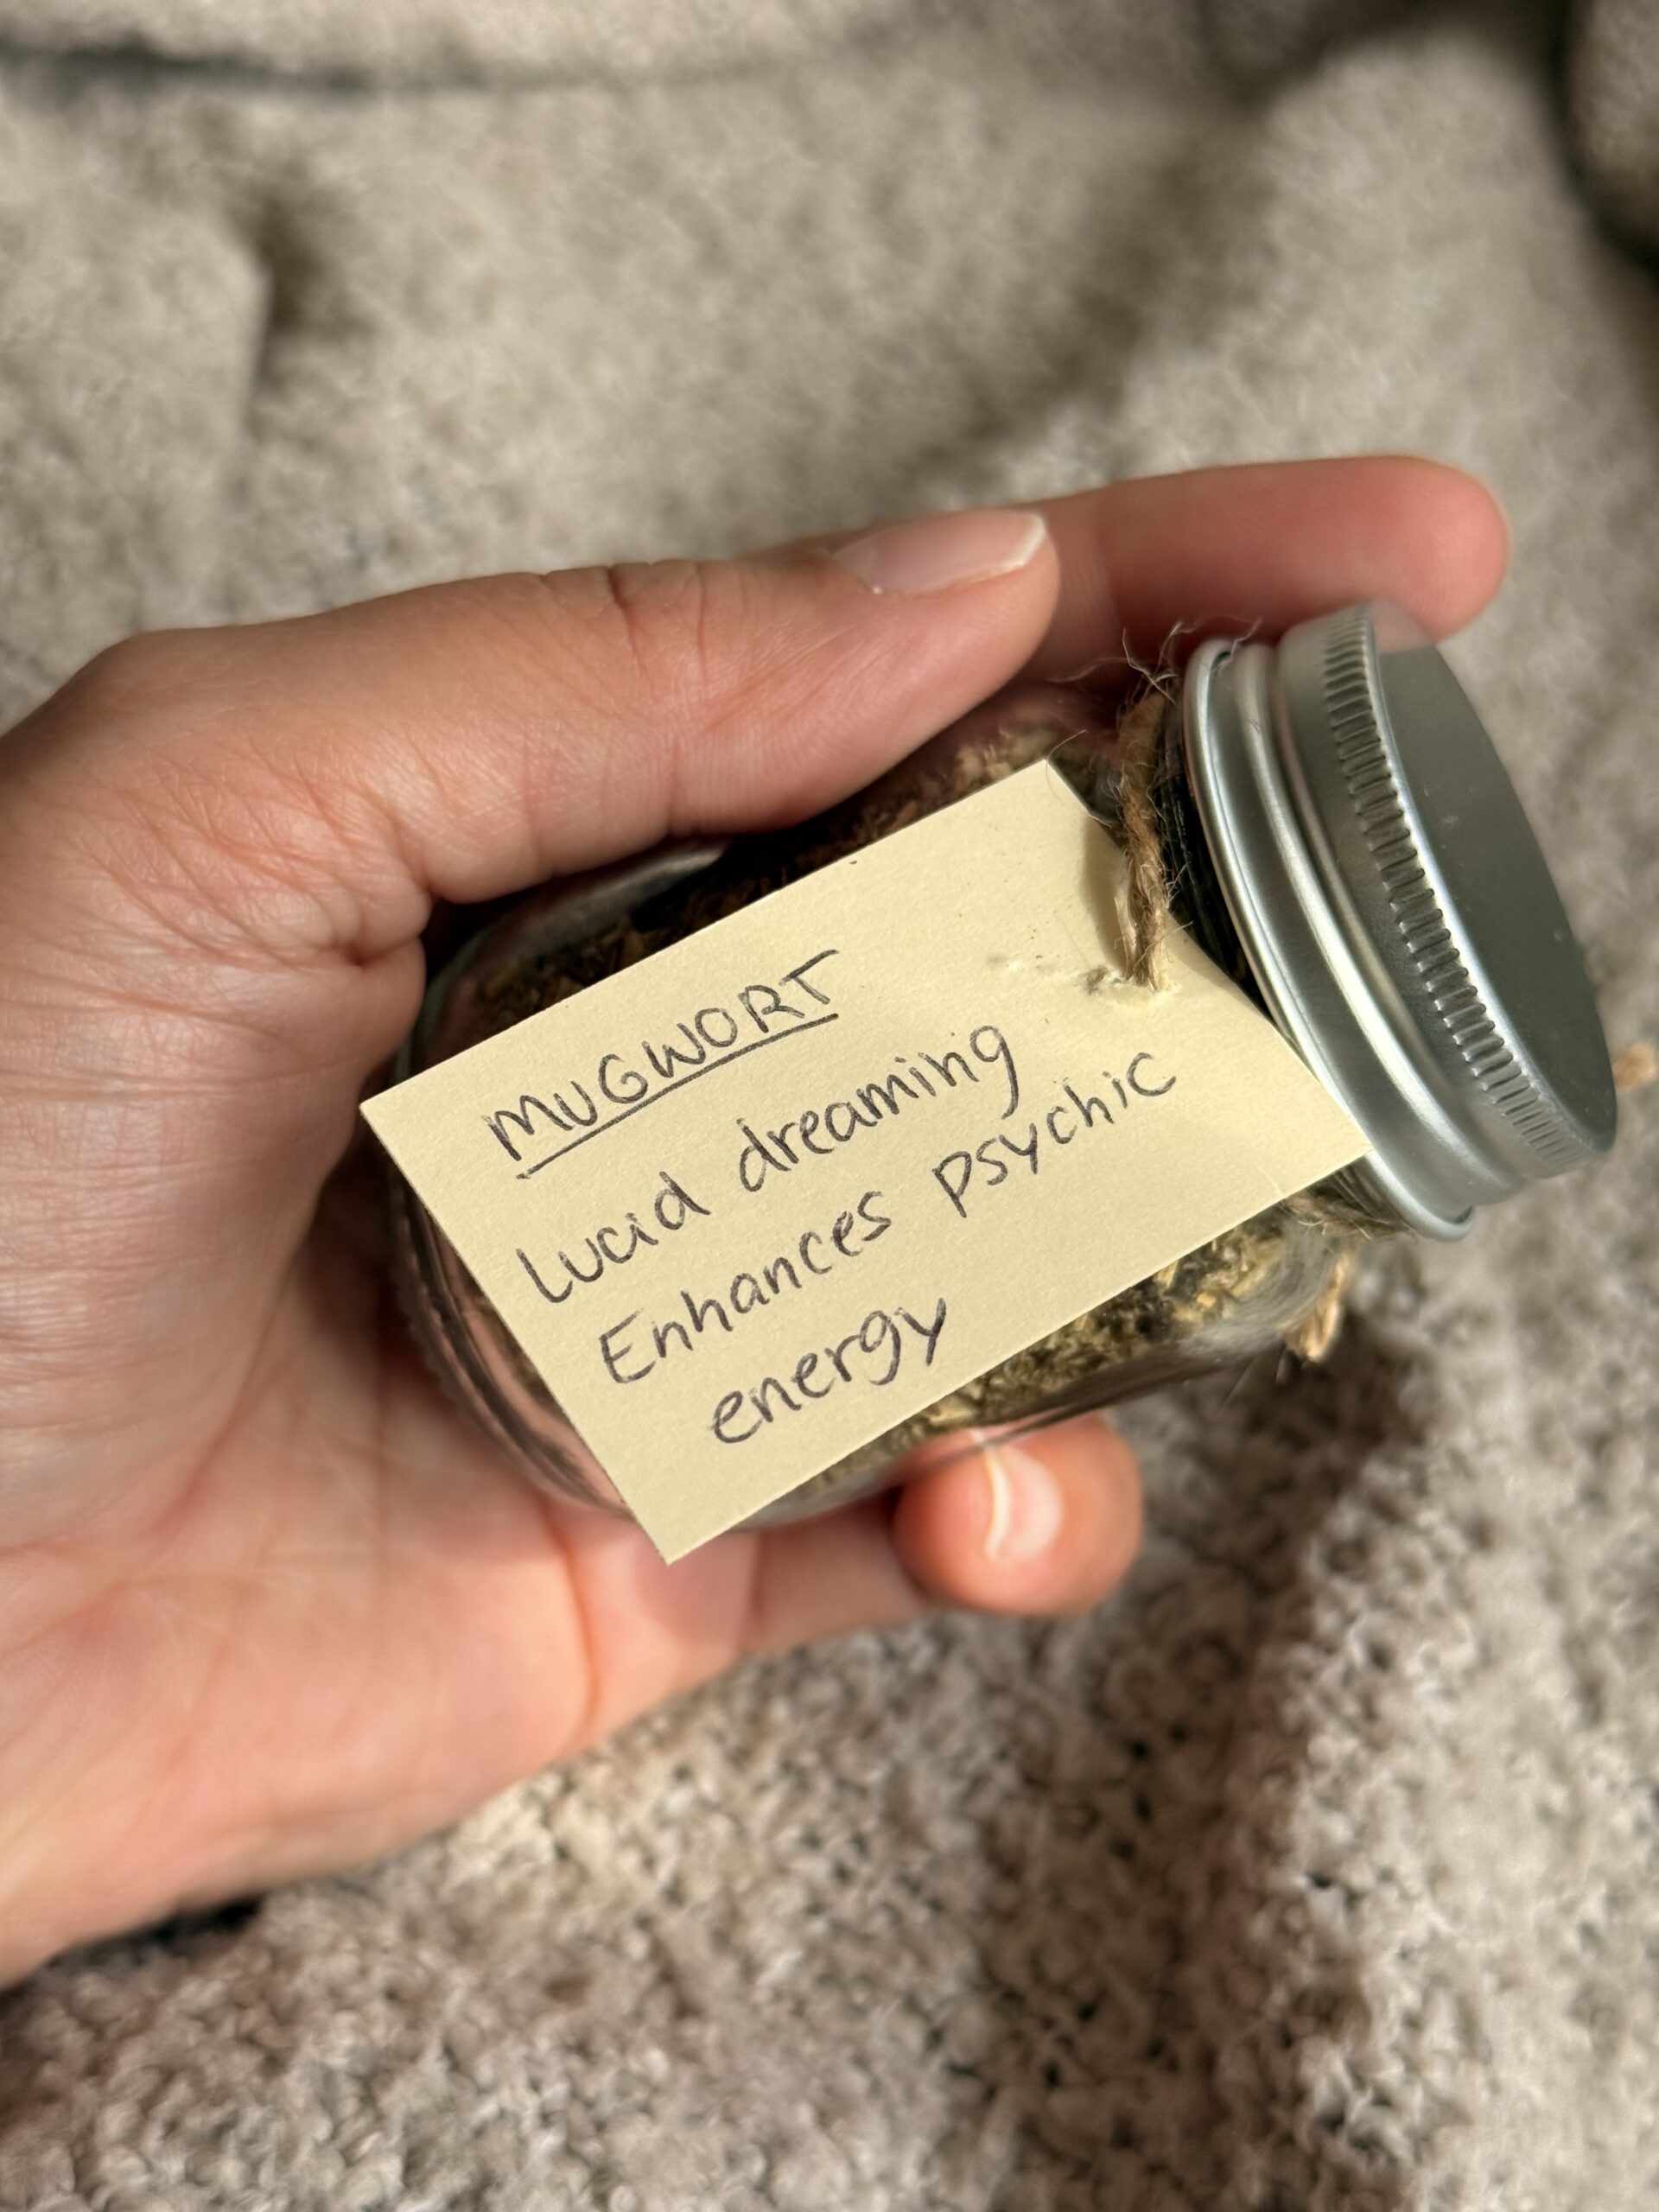 MUGWORT
Lucid dreaming
Enhances psychic
energy